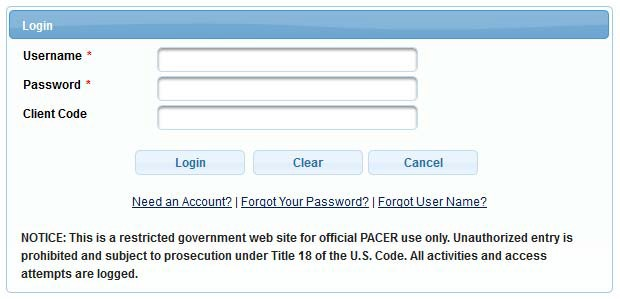 Login
Username *
Password *
Client Code
Login Clear Cancel
Need an Account? | Forgot Your Password? | Forgot User Name?
NOTICE: This is a restricted government web site for official PACER use only. Unauthorized entry is
prohibited and subject to prosecution under Title 18 of the U.S. Code. All activities and access
attempts are logged.